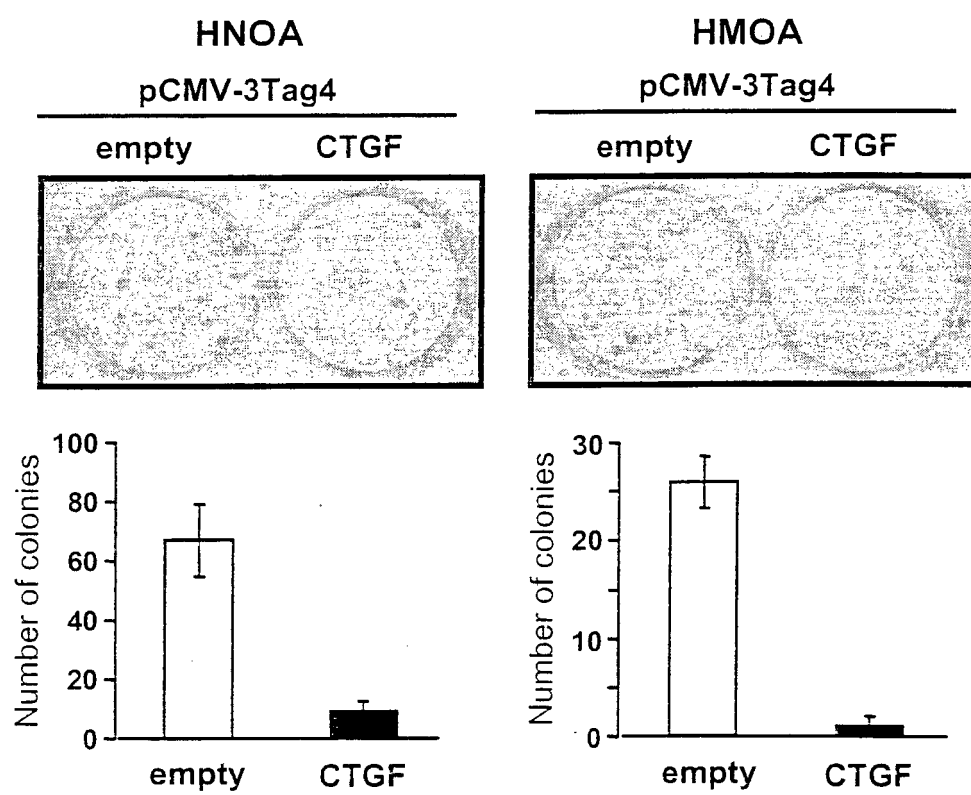 HNOA
pCMV-3Tag4
empty CTGF
HMOA
pCMV-3Tag4
empty CTGF
Number of colonies
100
80
60
40
20
0
empty CTGF
Number of colonies
30
20
10
0
empty CTGF